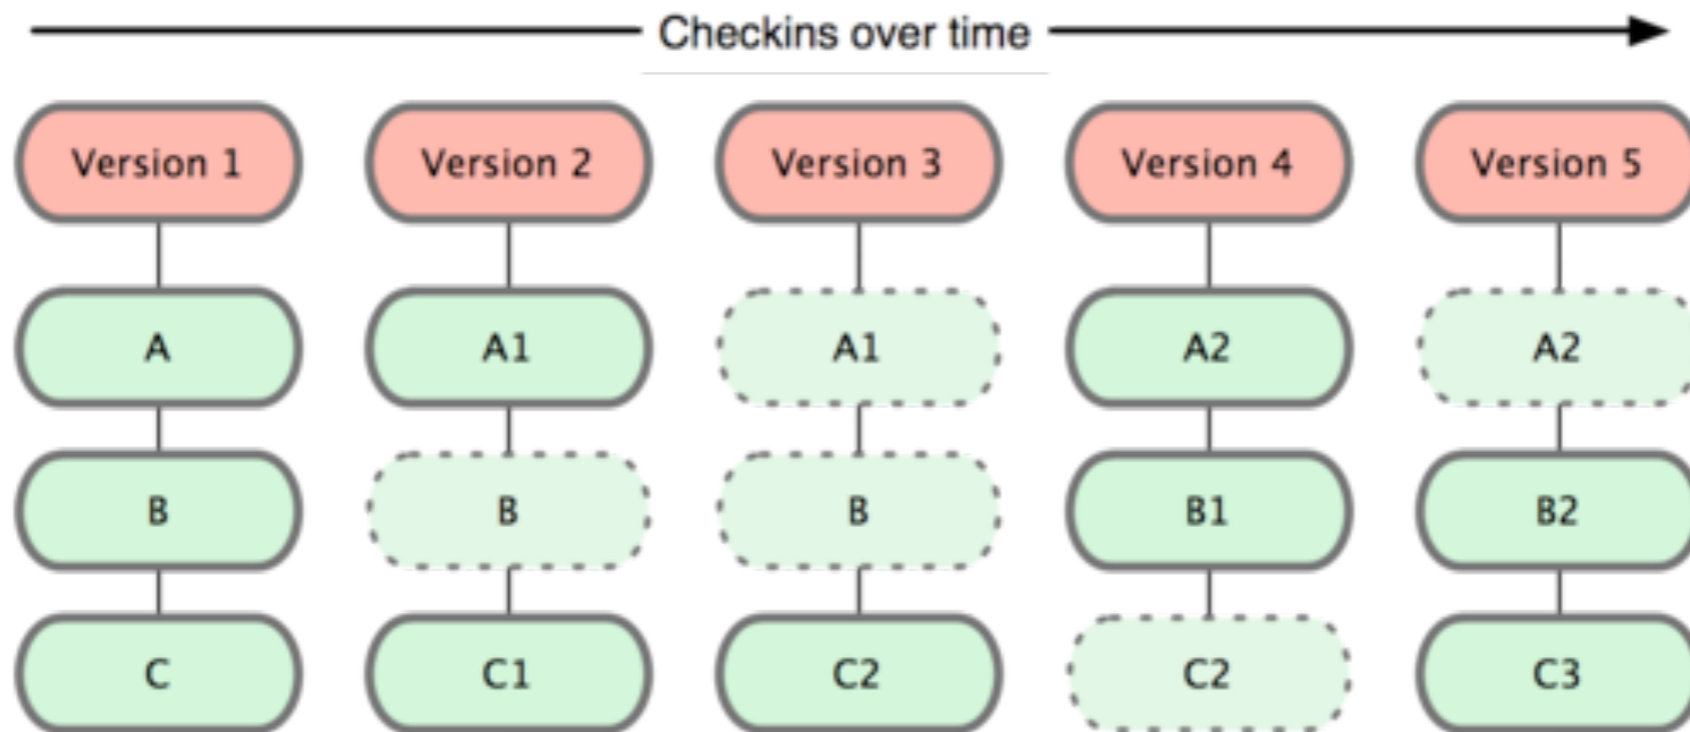 Checkins over time
Version 1 Version 2 Version 3 Version 4 Version 5
A A1 A1 A2 A2
B B B B1 B2
C C1 C2 C2 C3